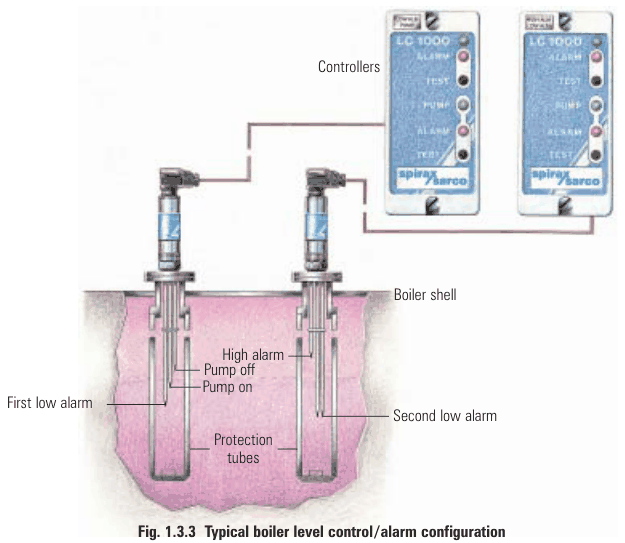 LC 1000
ALARM
TEST
PUMP
ALARM
TEST
spirax
sarco
LC 1000
ALARM
TEST
PUMP
ALARM
TEST
spirax
sarco
Controllers
Boiler shell
High alarm
Pump off
Pump on
First low alarm
Second low alarm
Protection
tubes
Fig. 1.3.3 Typical boiler level control/alarm configuration